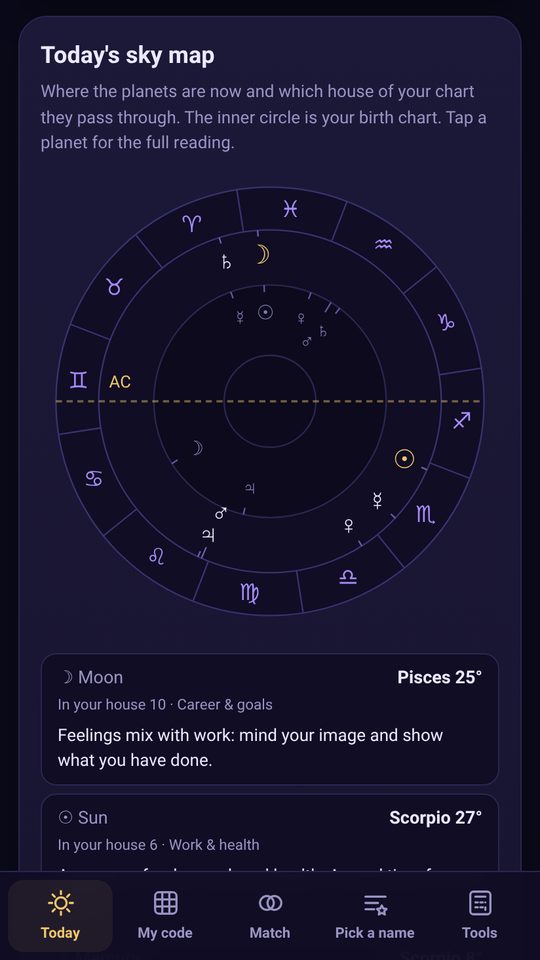 Today's sky map
Where the planets are now and which house of your chart
they pass through. The inner circle is your birth chart. Tap a
planet for the full reading.
♓
♈
♒
♄ ☽
♉
☿ ☉ ♀
♂ ♄
♑
♊ AC
♐
☽
☉
♋
♃
☿
♂
♏
♀
♃
♌
♎
♍
☽ Moon
Pisces 25°
In your house 10 · Career & goals
Feelings mix with work: mind your image and show
what you have done.
☉ Sun
Scorpio 27°
In your house 6 · Work & health
Today
My code
Match
Pick a name
Tools